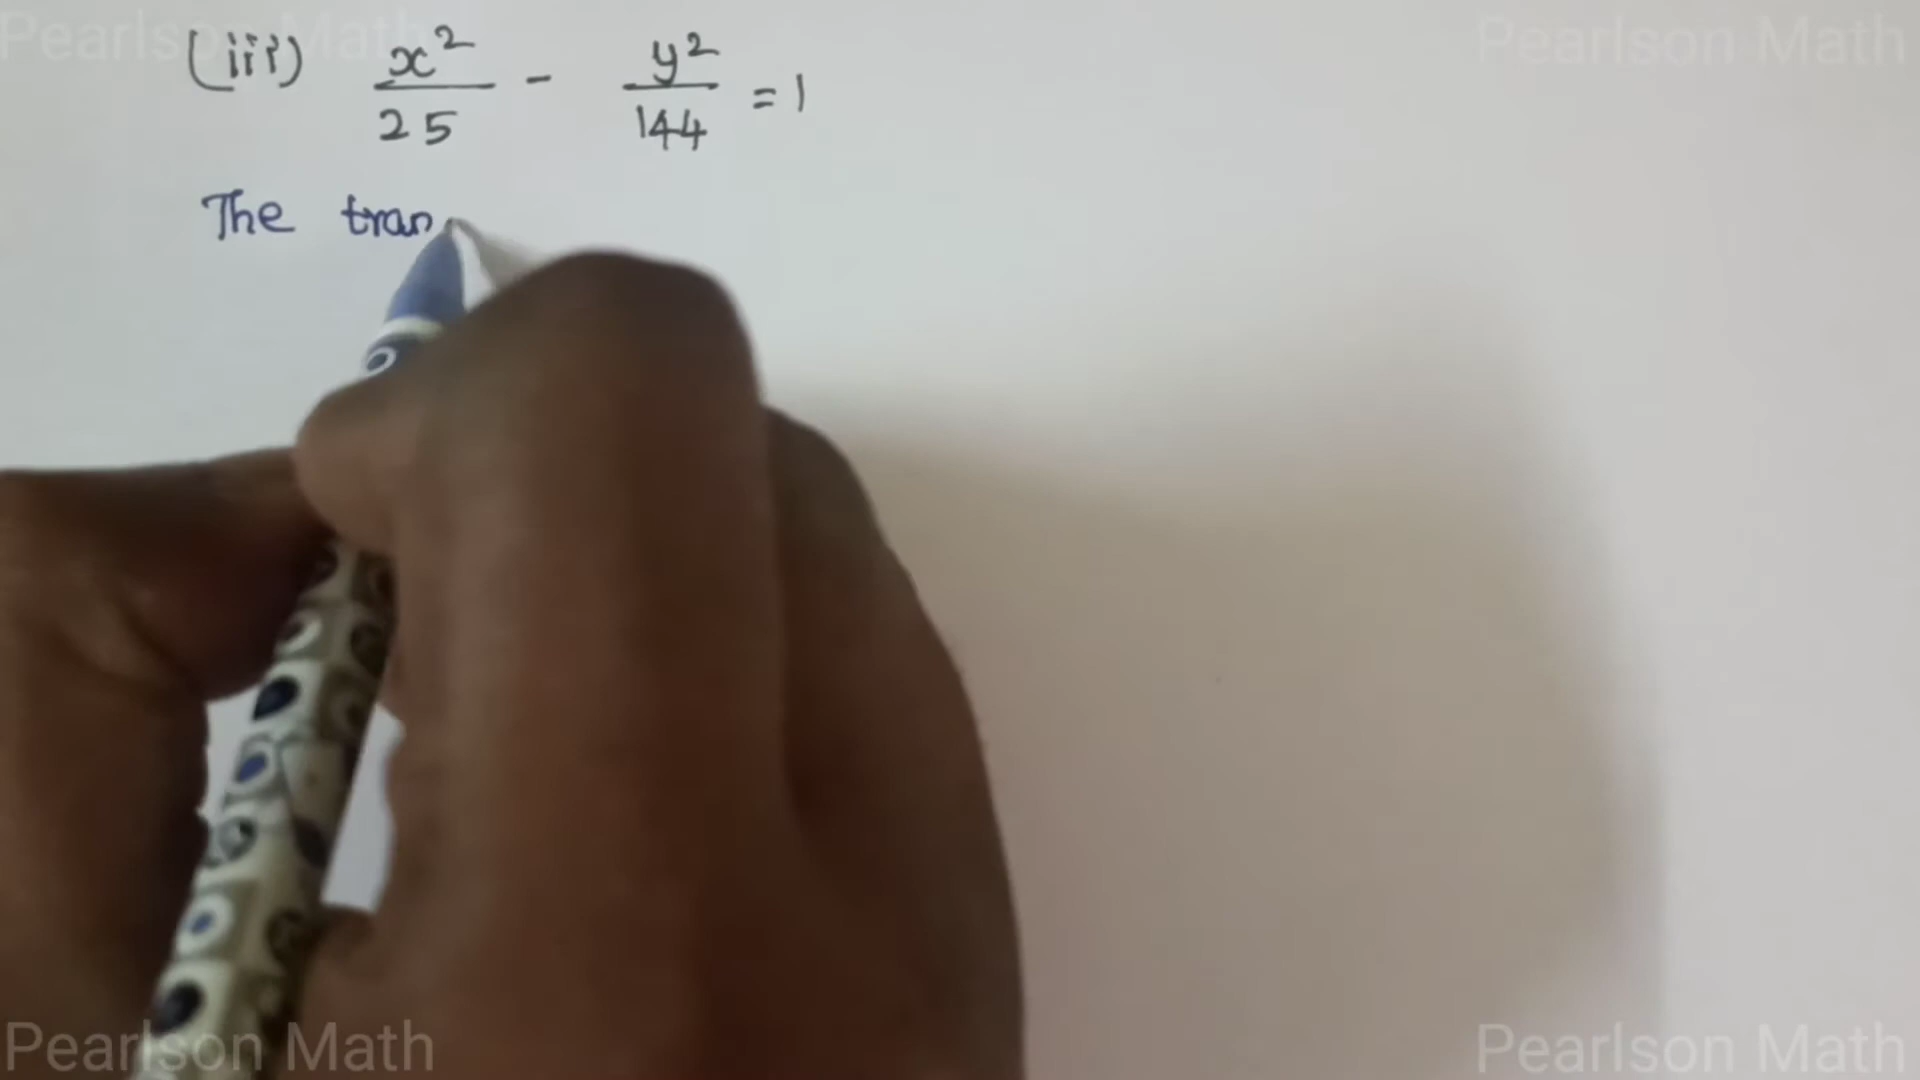 Pearlson Math Pearlson Math
(iii) x²/25 - y²/144 = 1
The tran
Pearlson Math Pearlson Math